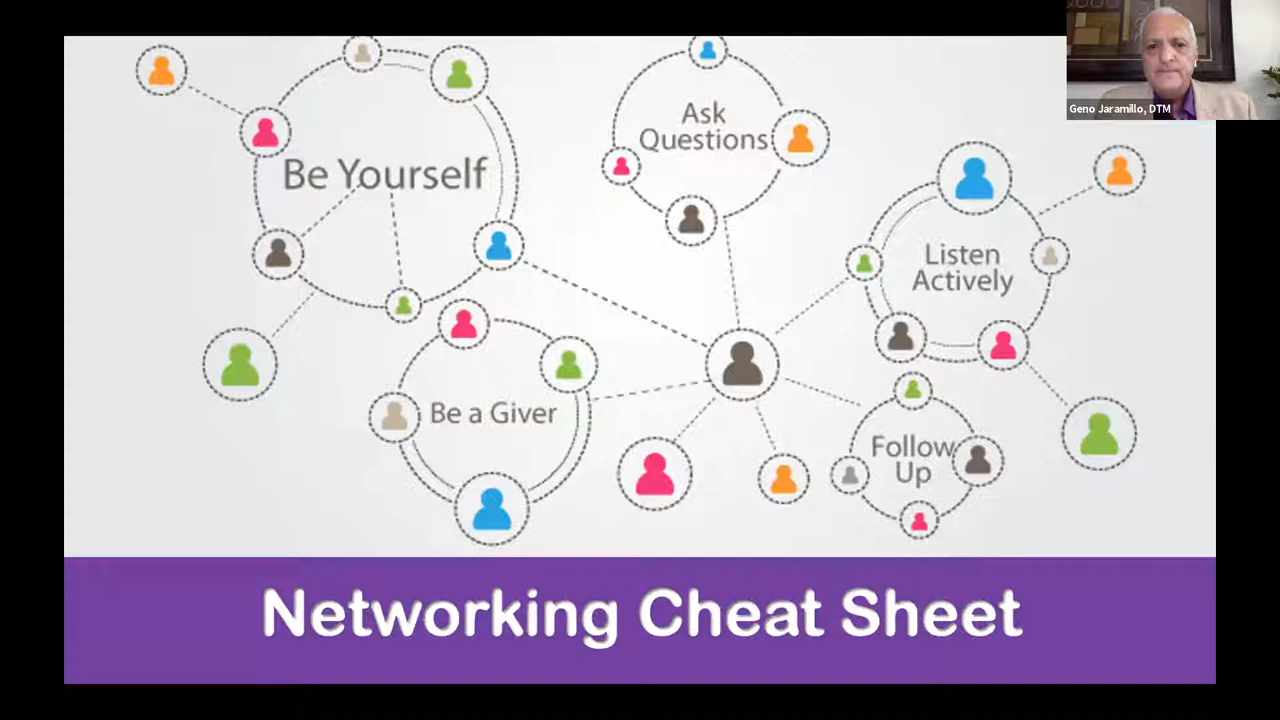 Geno Jaramillo, DTM
Be Yourself
Ask
Questions
Listen
Actively
Be a Giver
Follow
Up
Networking Cheat Sheet